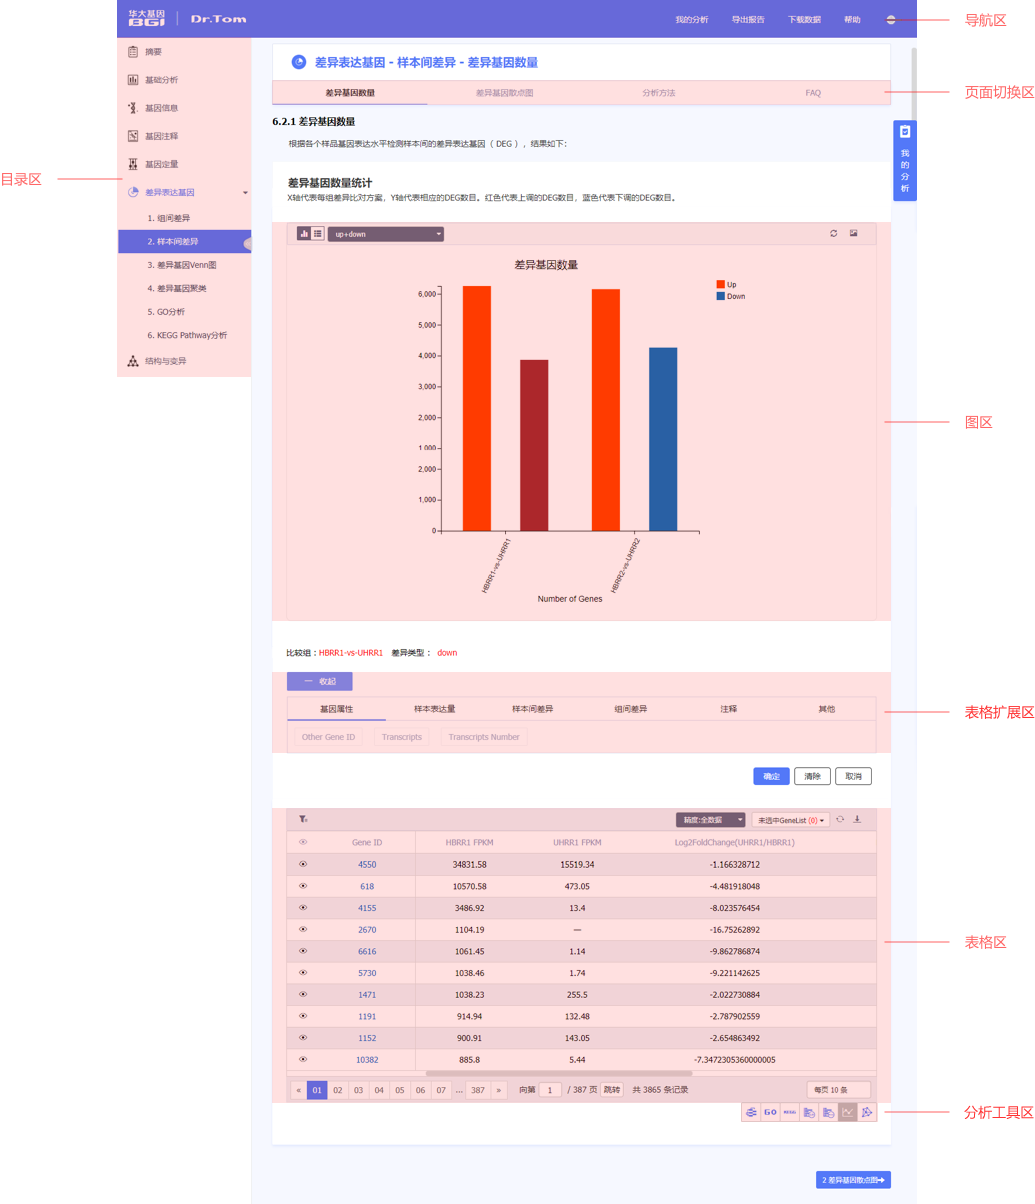 华大基因
BGI
Dr.Tom
我的分析
导出报告
下载数据
帮助
导航区
摘要
基础分析
基因信息
基因注释
基因定量
差异表达基因
1. 组间差异
2. 样本间差异
3. 差异基因Venn图
4. 差异基因聚类
5. GO分析
6. KEGG Pathway分析
结构与变异
目录区
差异表达基因 - 样本间差异 - 差异基因数量
差异基因数量
差异基因散点图
分析方法
FAQ
页面切换区
我的分析
6.2.1 差异基因数量
根据各个样品基因表达水平检测样本间的差异表达基因（ DEG ），结果如下：
差异基因数量统计
X轴代表每组差异比对方案，Y轴代表相应的DEG数目。红色代表上调的DEG数目，蓝色代表下调的DEG数目。
up+down
差异基因数量
Up
Down
6,000
5,000
4,000
3,000
2,000
1,000
2,000
1,000
0
HBRR1-vs-UHRR1
HBRR2-vs-UHRR2
Number of Genes
图区
比较组：HBRR1-vs-UHRR1 差异类型： down
一 收起
基因属性
样本表达量
样本间差异
组间差异
注释
其他
Other Gene ID
Transcripts
Transcripts Number
表格扩展区
确定
清除
取消
精度:全数据
未选中GeneList (0)
Gene ID HBRR1 FPKM UHRR1 FPKM Log2FoldChange(UHRR1/HBRR1)
4550 34831.58 15519.34 -1.166328712
618 10570.58 473.05 -4.481918048
4155 3486.92 13.4 -8.023576454
2670 1104.19 — -16.75262892
6616 1061.45 1.14 -9.862786874
5730 1038.46 1.74 -9.221142625
1471 1038.23 255.5 -2.022730884
1191 914.94 132.48 -2.787902559
1152 900.91 143.05 -2.654863492
10382 885.8 5.44 -7.3472305360000005
表格区
« 01 02 03 04 05 06 07 ... 387 » 向第 1 / 387 页 跳转 共 3865 条记录
每页 10 条
GO
KEGG
分析工具区
2 差异基因散点图